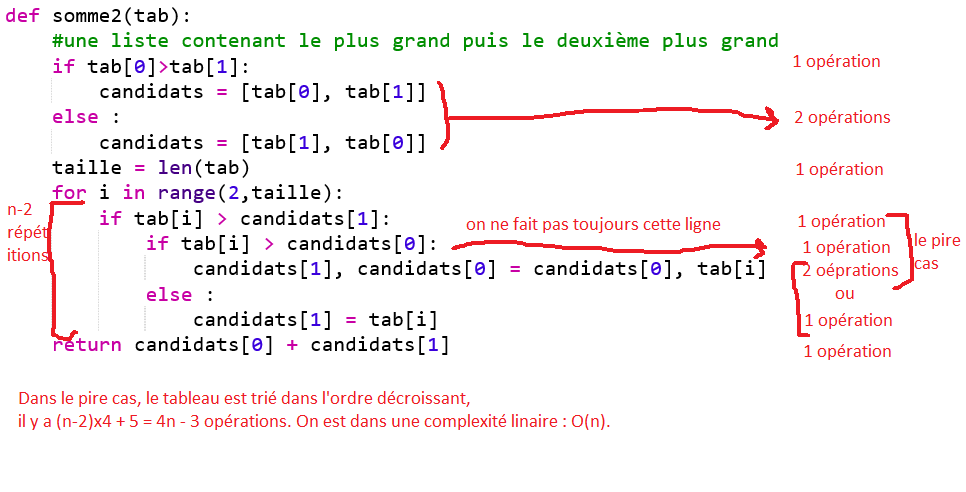 def somme2(tab):
#une liste contenant le plus grand puis le deuxième plus grand
if tab[0]>tab[1]: 1 opération
candidats = [tab[0], tab[1]]
else : 2 opérations
candidats = [tab[1], tab[0]]
taille = len(tab) 1 opération
for i in range(2,taille):
n-2
répét
itions
if tab[i] > candidats[1]: 1 opération
on ne fait pas toujours cette ligne
if tab[i] > candidats[0]: 1 opération
le pire
cas
candidats[1], candidats[0] = candidats[0], tab[i] 2 oéprations
else : ou
candidats[1] = tab[i] 1 opération
return candidats[0] + candidats[1] 1 opération
Dans le pire cas, le tableau est trié dans l'ordre décroissant,
il y a (n-2)x4 + 5 = 4n - 3 opérations. On est dans une complexité linaire : O(n).